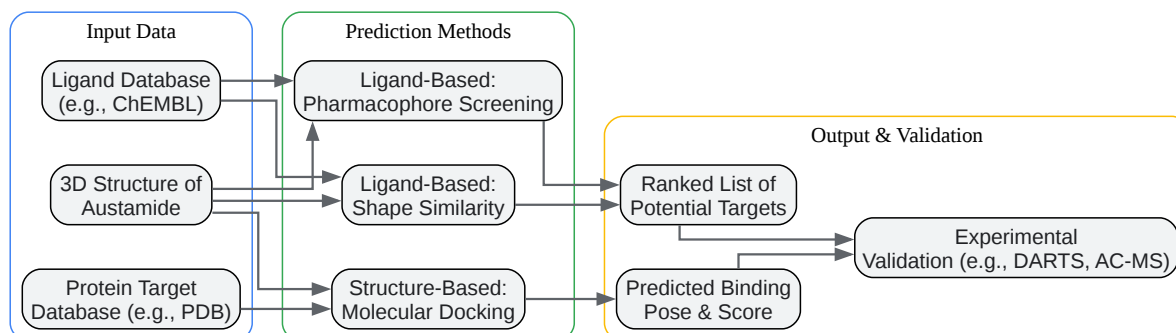 Input Data
Ligand Database
(e.g., ChEMBL)
3D Structure of
Austamide
Protein Target
Database (e.g., PDB)
Prediction Methods
Ligand-Based:
Pharmacophore Screening
Ligand-Based:
Shape Similarity
Structure-Based:
Molecular Docking
Output & Validation
Ranked List of
Potential Targets
Predicted Binding
Pose & Score
Experimental
Validation (e.g., DARTS, AC-MS)